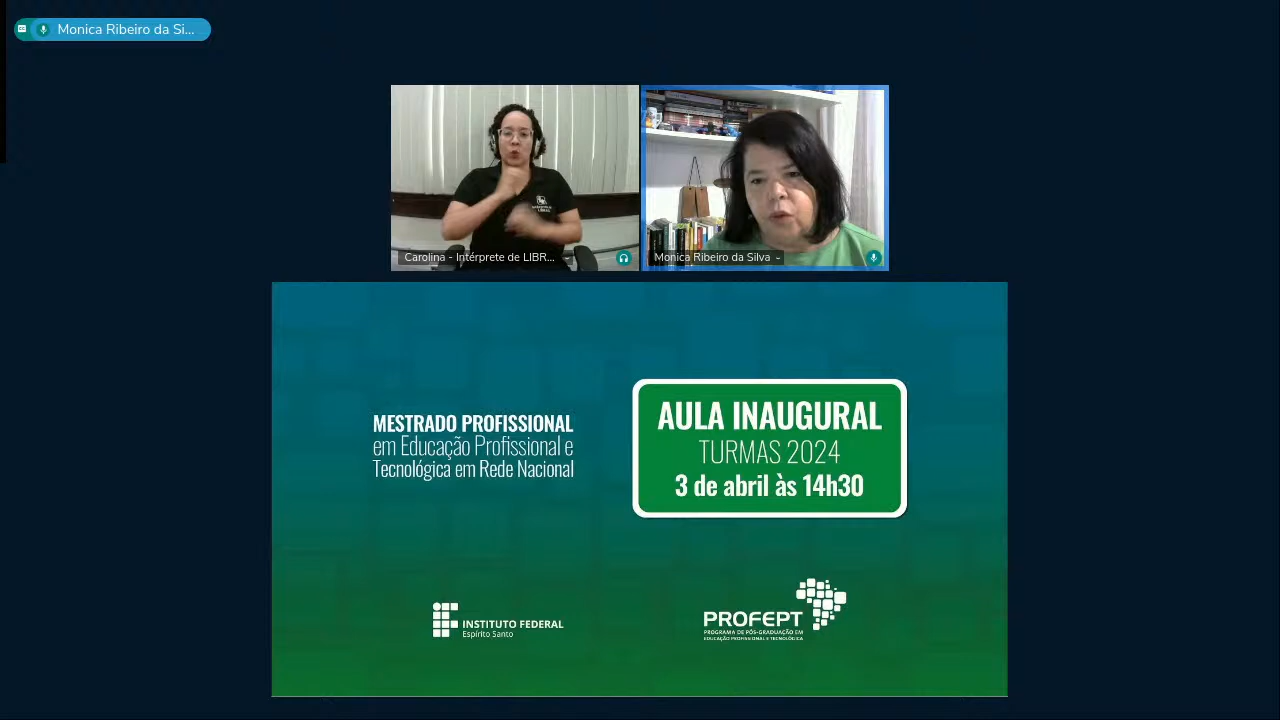 Monica Ribeiro da Si...
Carolina - Intérprete de LIBR...
Monica Ribeiro da Silva
MESTRADO PROFISSIONAL
em Educação Profissional e
Tecnológica em Rede Nacional
AULA INAUGURAL
TURMAS 2024
3 de abril às 14h30
INSTITUTO FEDERAL
Espírito Santo
PROFEPT
PROGRAMA DE PÓS-GRADUAÇÃO EM
EDUCAÇÃO PROFISSIONAL E TECNOLÓGICA